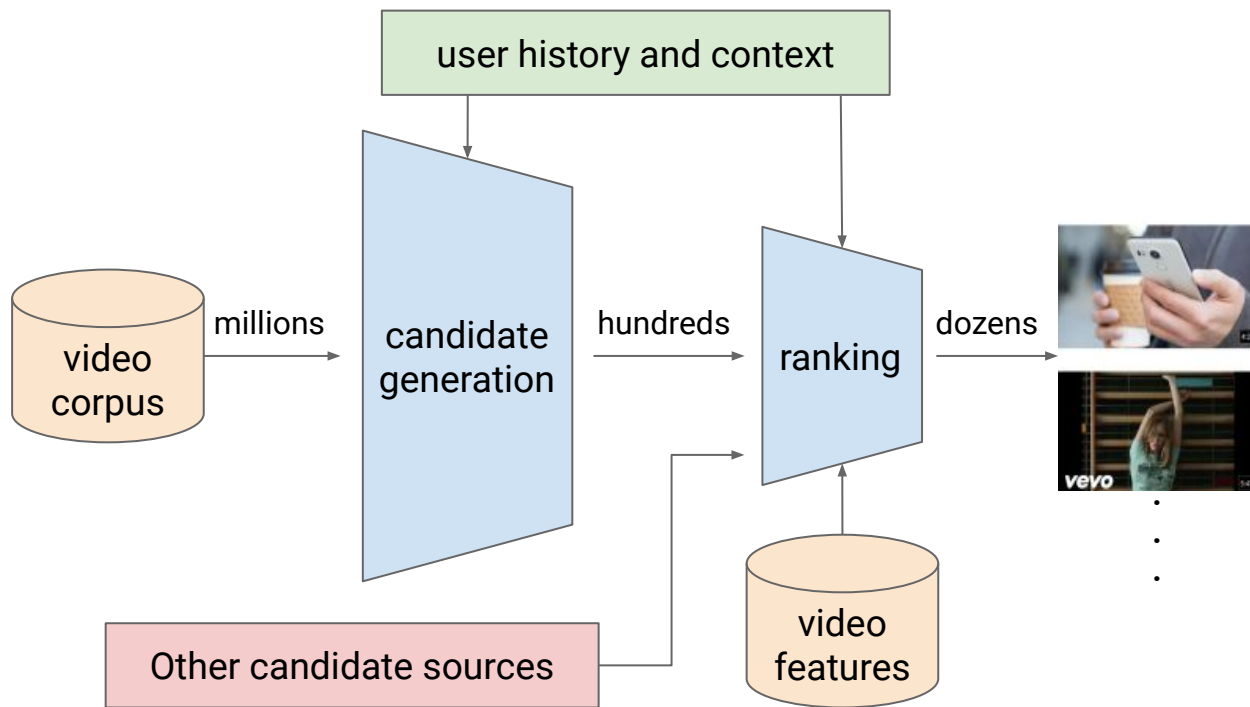 user history and context
millions
hundreds
dozens
video
corpus
candidate
generation
ranking
vevo
Other candidate sources
video
features